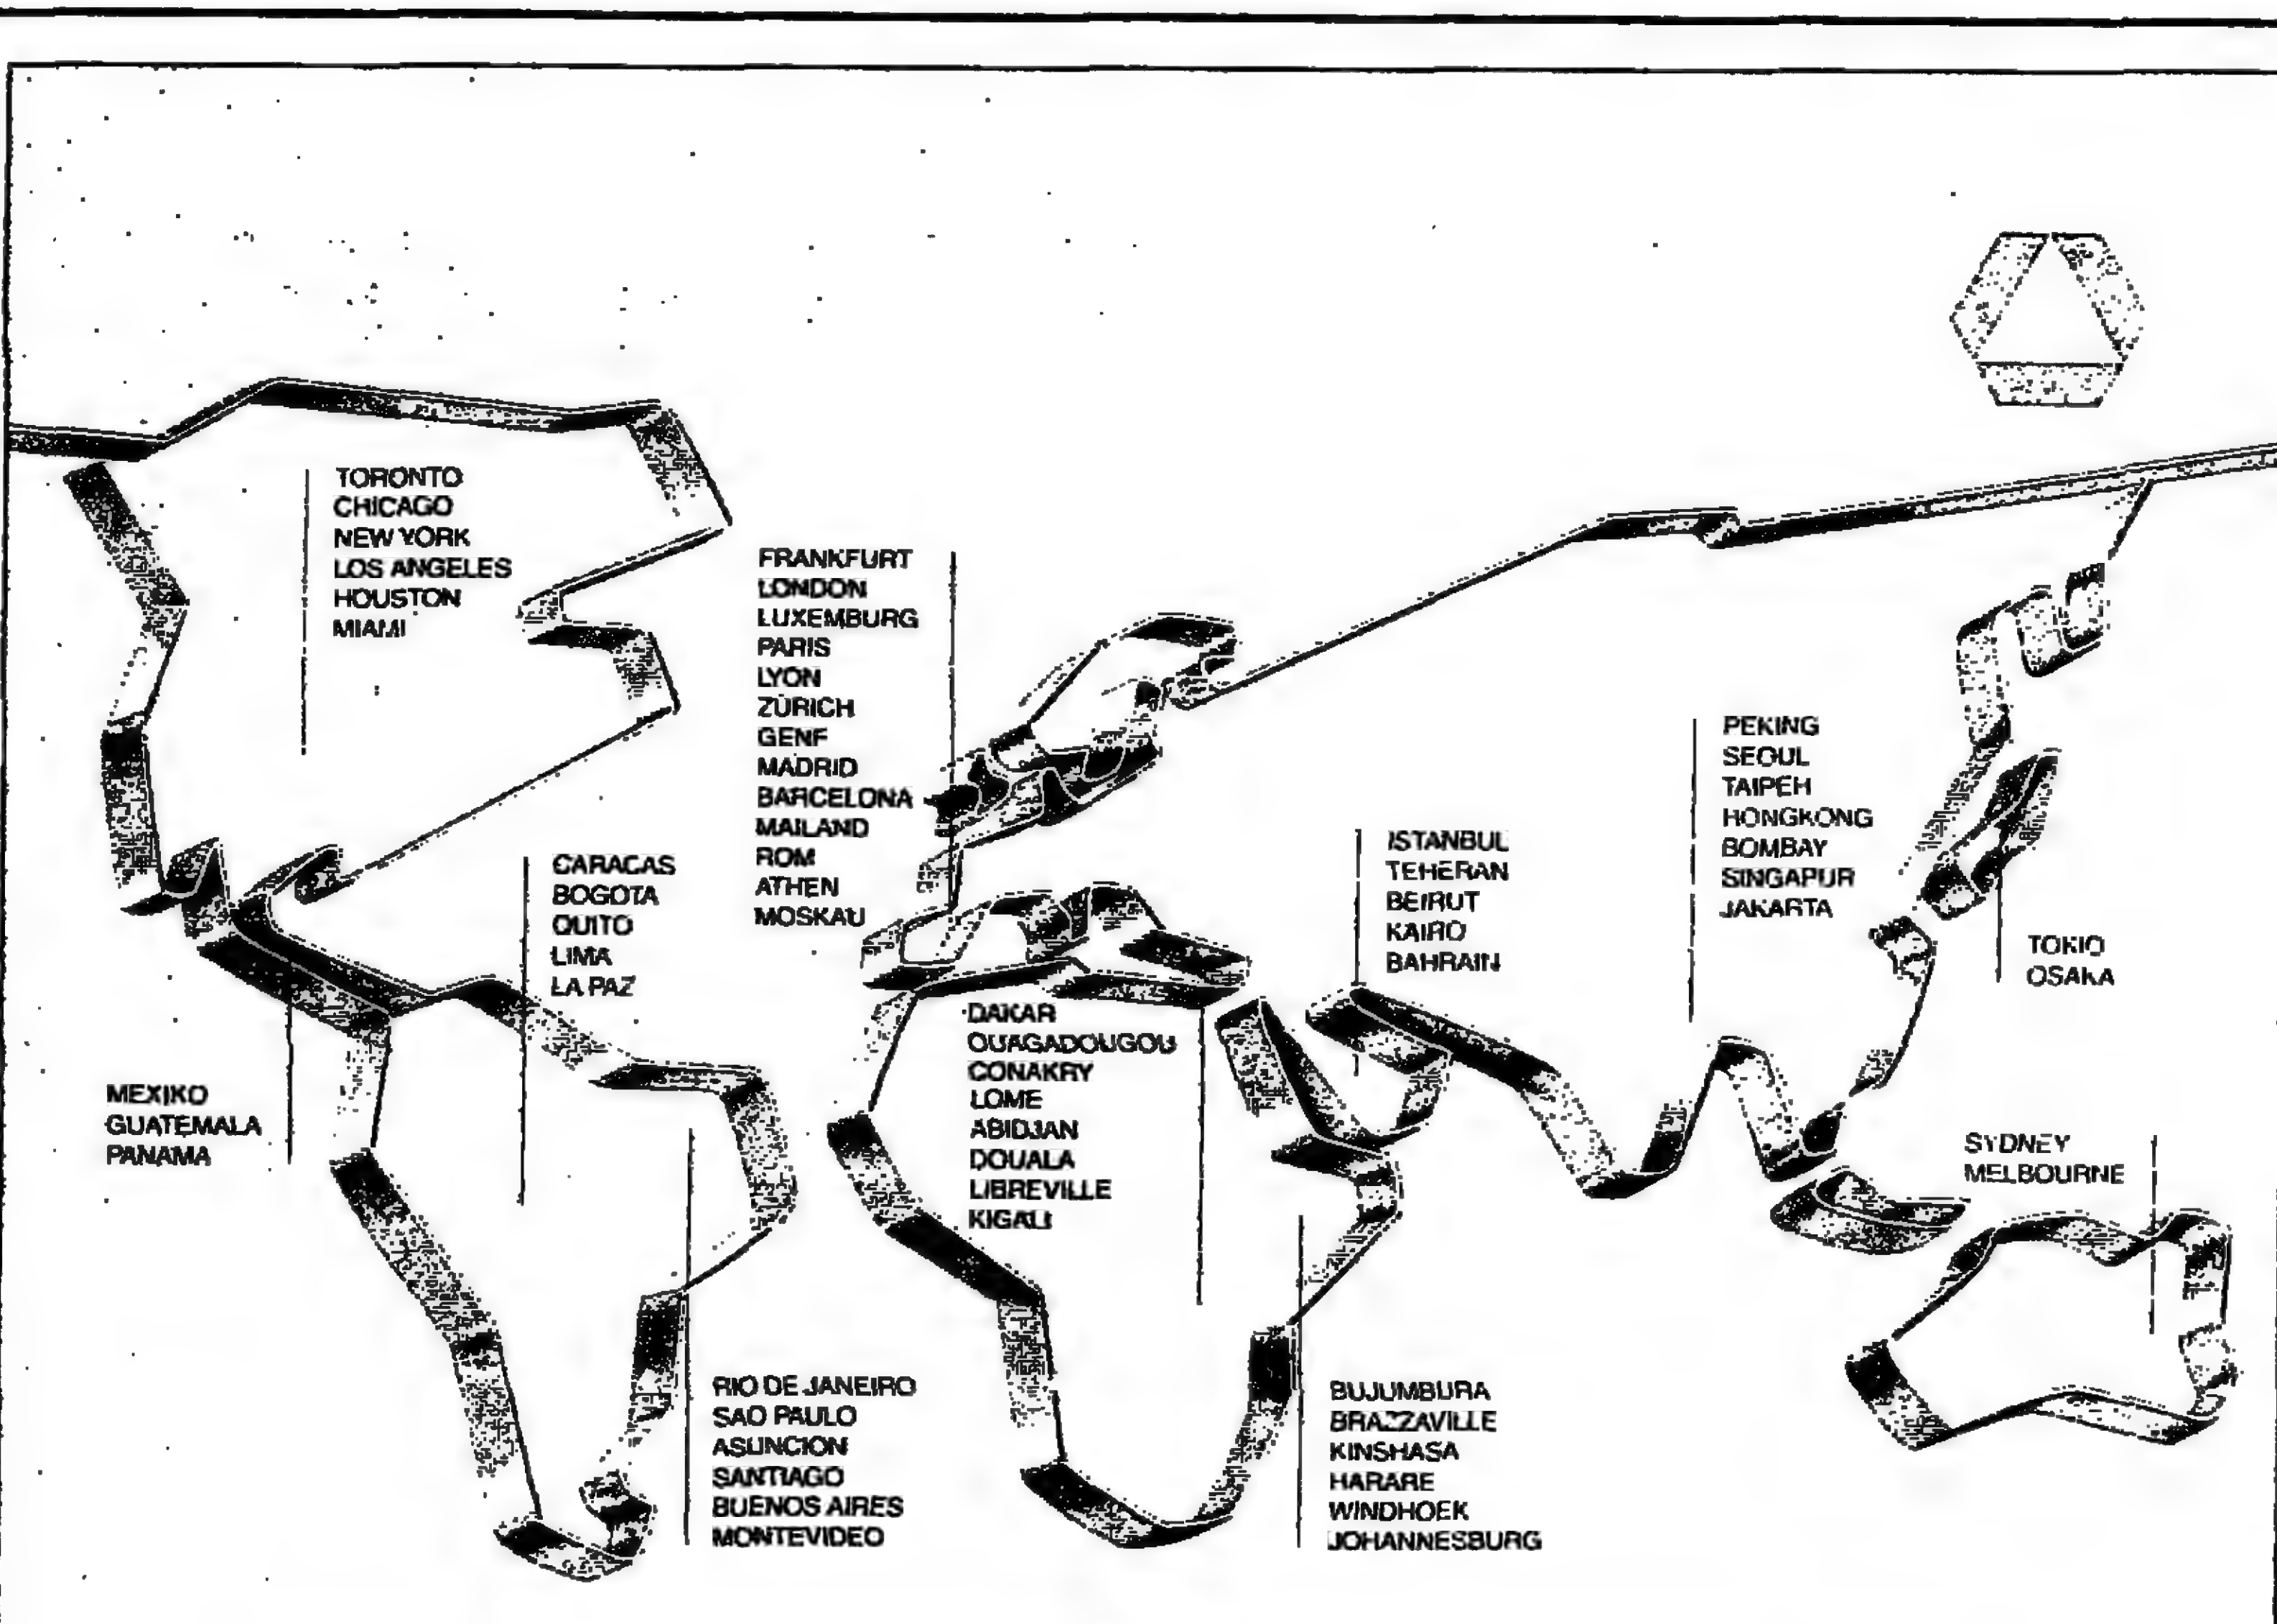 TORONTO
CHICAGO
NEW YORK
LOS ANGELES
HOUSTON
MIAMI
FRANKFURT
LONDON
LUXEMBURG
PARIS
LYON
ZÜRICH
GENF
MADRID
BARCELONA
MAILAND
ROM
ATHEN
MOSKAU
CARACAS
BOGOTA
QUITO
LIMA
LA PAZ
MEXIKO
GUATEMALA
PANAMA
RIO DE JANEIRO
SAO PAULO
ASUNCION
SANTIAGO
BUENOS AIRES
MONTEVIDEO
DAKAR
OUAGADOUGOU
CONAKRY
LOME
ABIDJAN
DOUALA
LIBREVILLE
KIGALI
BUJUMBURA
BRAZZAVILLE
KINSHASA
HARARE
WINDHOEK
JOHANNESBURG
ISTANBUL
TEHERAN
BEIRUT
KAIRO
BAHRAIN
PEKING
SEOUL
TAIPEH
HONGKONG
BOMBAY
SINGAPUR
JAKARTA
TOKIO
OSAKA
SYDNEY
MELBOURNE